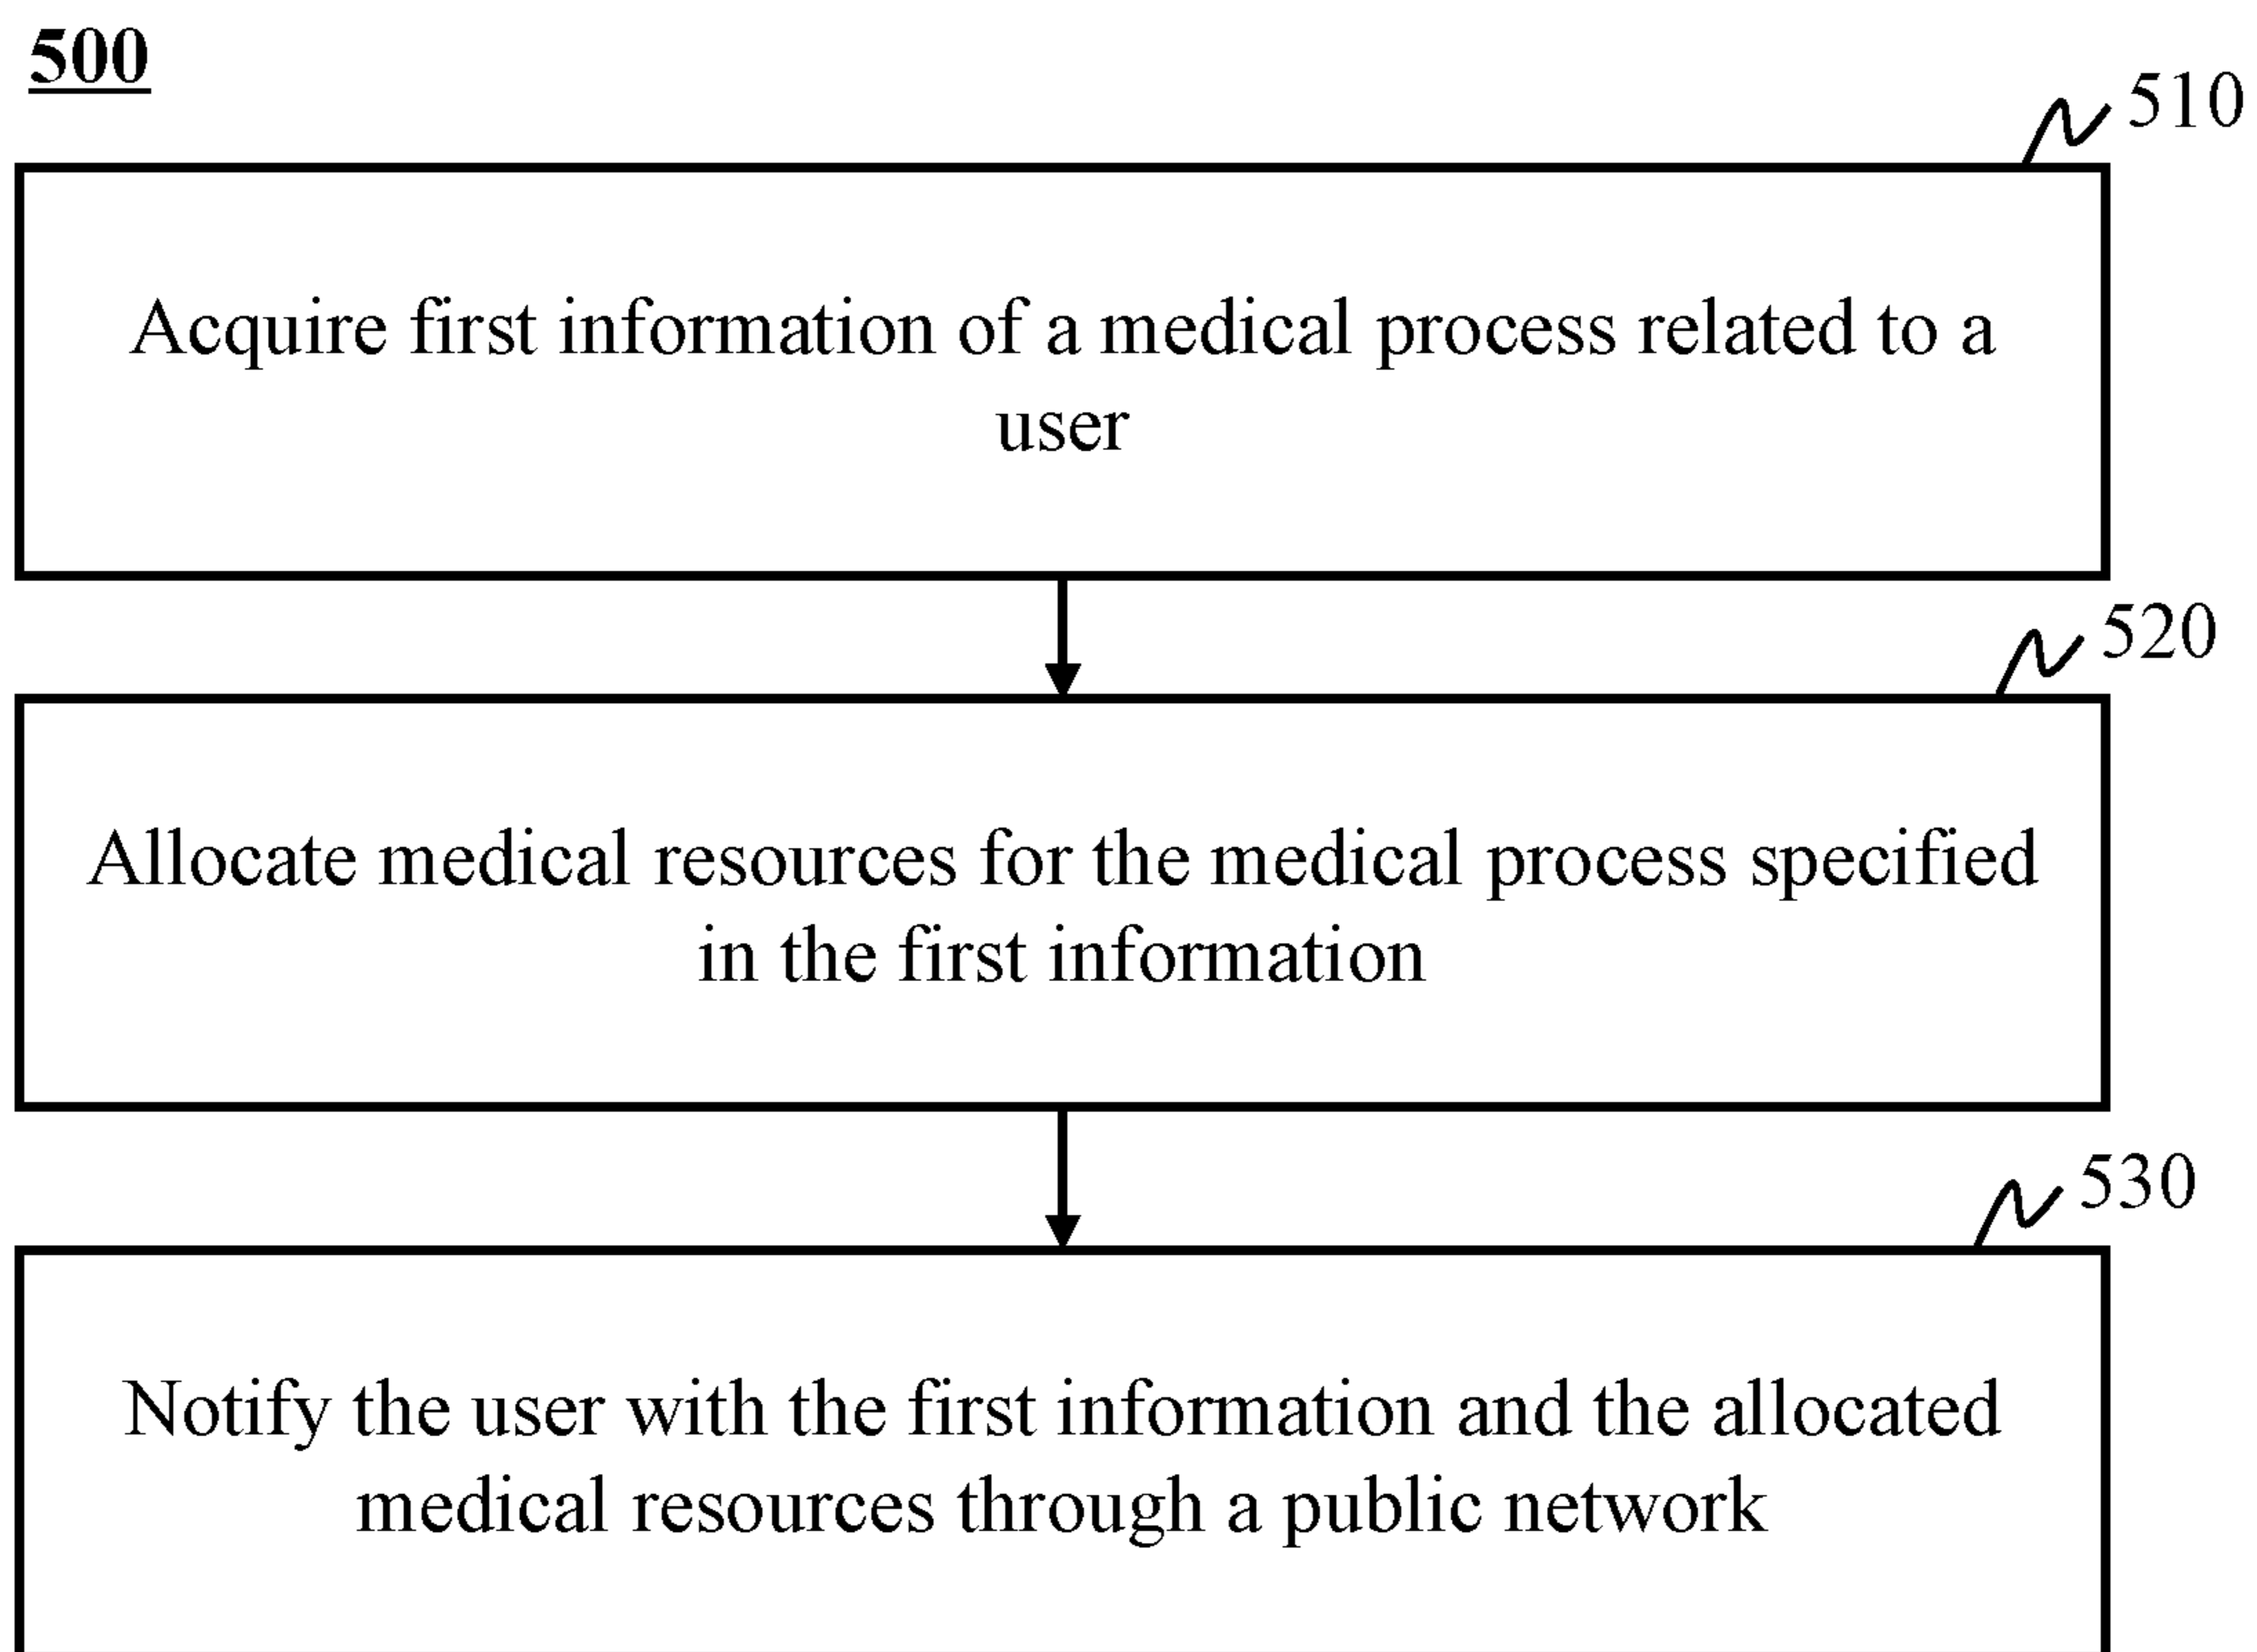 500
510
Acquire first information of a medical process related to a
user
520
Allocate medical resources for the medical process specified
in the first information
530
Notify the user with the first information and the allocated
medical resources through a public network